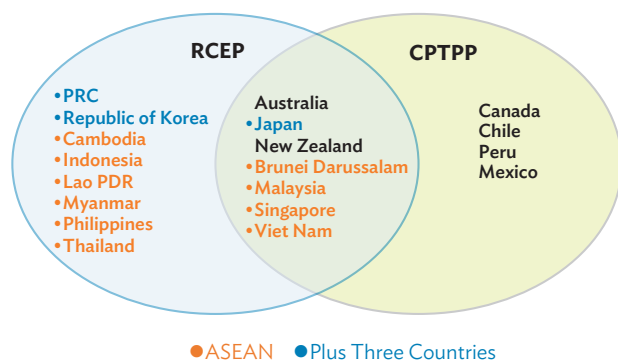 RCEP
CPTPP
•PRC
•Republic of Korea
•Cambodia
•Indonesia
•Lao PDR
•Myanmar
•Philippines
•Thailand
Australia
•Japan
New Zealand
•Brunei Darussalam
•Malaysia
•Singapore
•Viet Nam
Canada
Chile
Peru
Mexico
●ASEAN ●Plus Three Countries